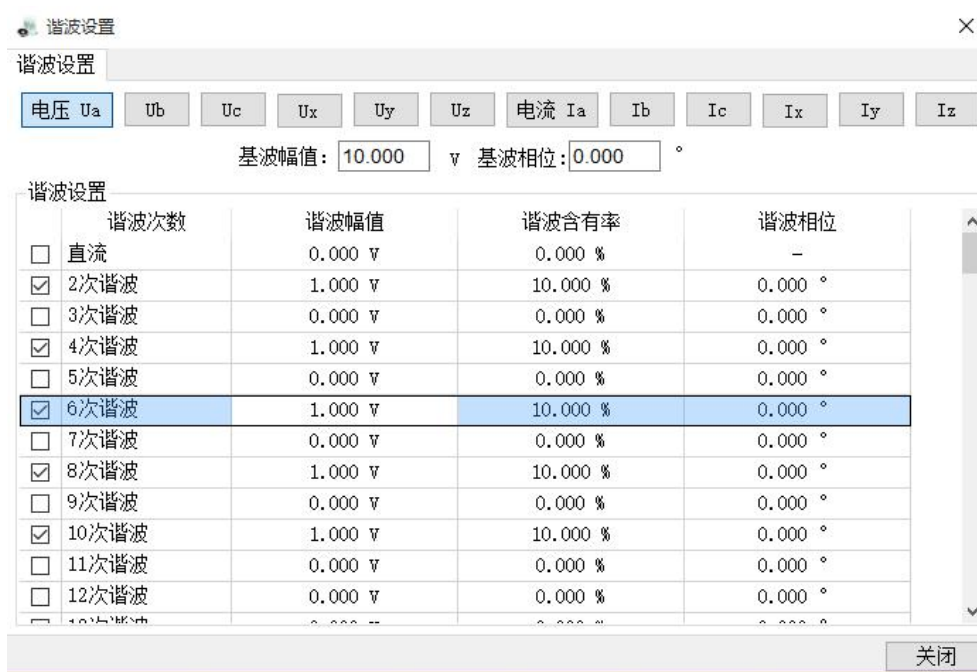 谐波设置
谐波设置
电压 Ua Ub Uc Ux Uy Uz 电流 Ia Ib Ic Ix Iy Iz
基波幅值: 10.000 V 基波相位: 0.000 °
谐波设置
谐波次数 谐波幅值 谐波含有率 谐波相位
直流 0.000 V 0.000 % -
2次谐波 1.000 V 10.000 % 0.000 °
3次谐波 0.000 V 0.000 % 0.000 °
4次谐波 1.000 V 10.000 % 0.000 °
5次谐波 0.000 V 0.000 % 0.000 °
6次谐波 1.000 V 10.000 % 0.000 °
7次谐波 0.000 V 0.000 % 0.000 °
8次谐波 1.000 V 10.000 % 0.000 °
9次谐波 0.000 V 0.000 % 0.000 °
10次谐波 1.000 V 10.000 % 0.000 °
11次谐波 0.000 V 0.000 % 0.000 °
12次谐波 0.000 V 0.000 % 0.000 °
关闭